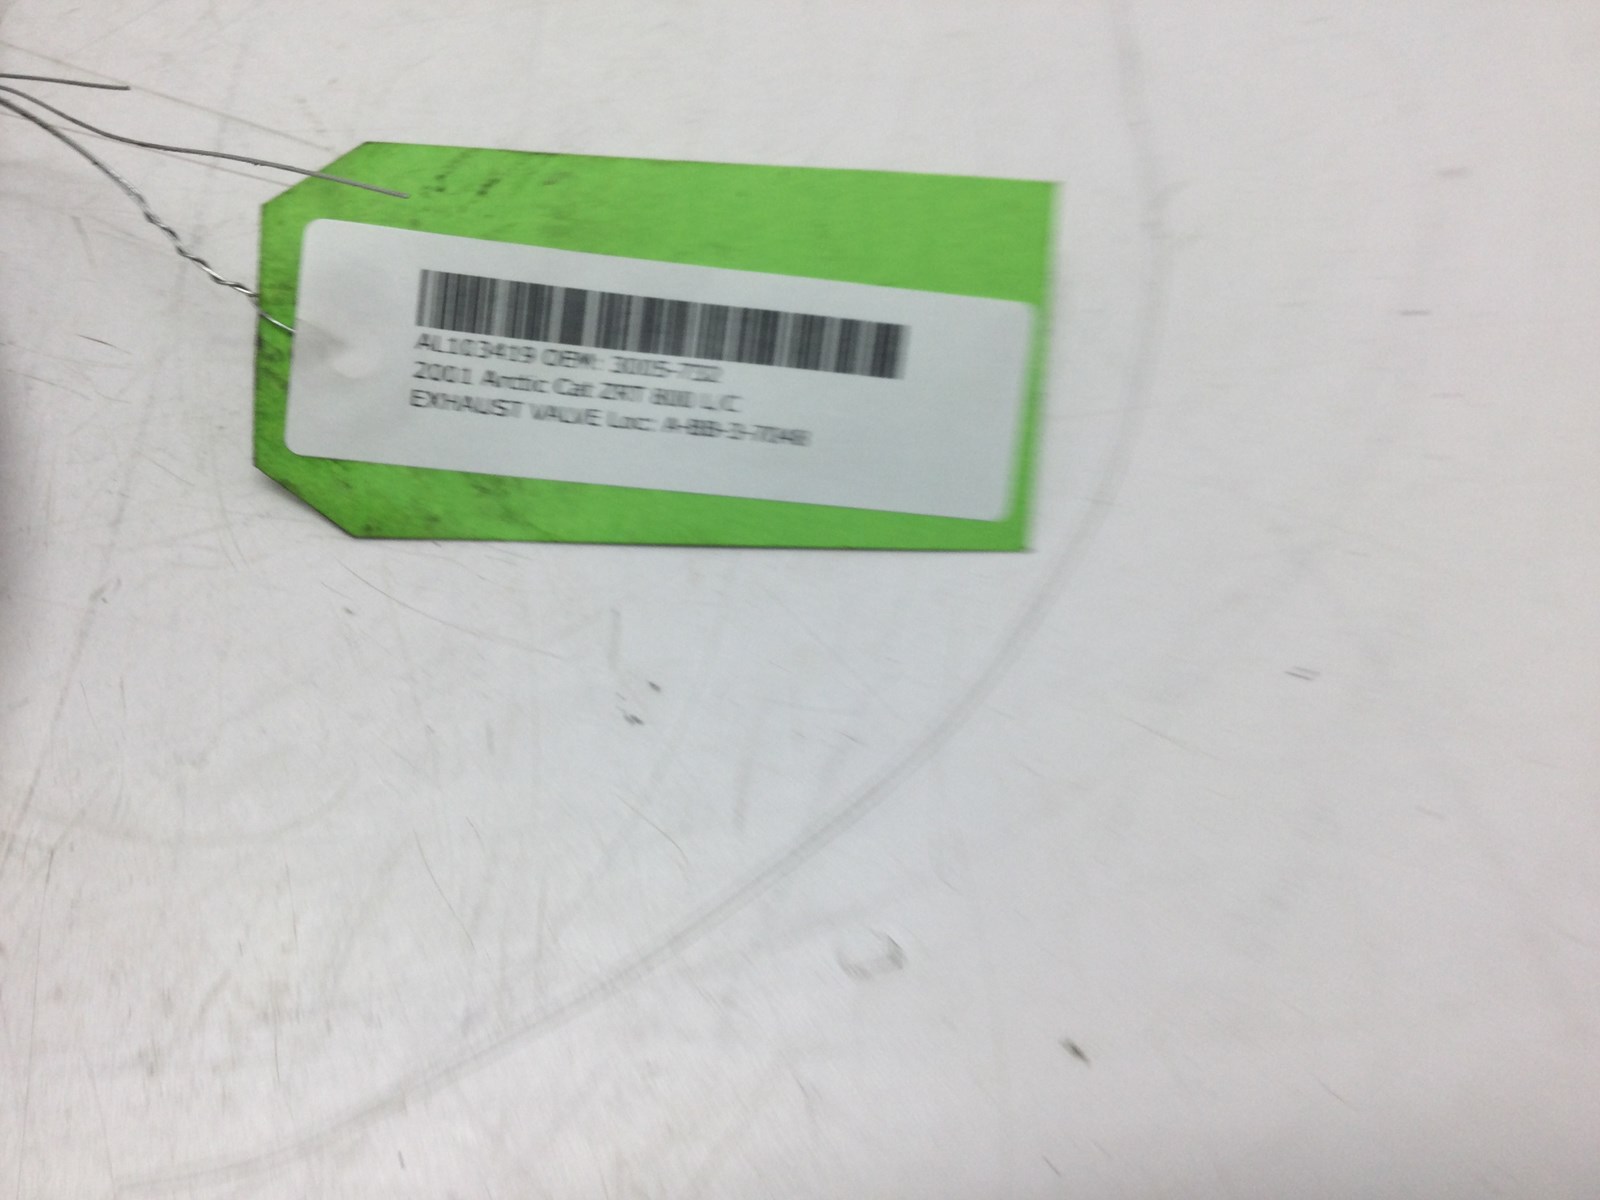 AL103419 OEM: 3005-732
2001 Arctic Cat ZRT 800 L/C
EXHAUST VALVE Loc: